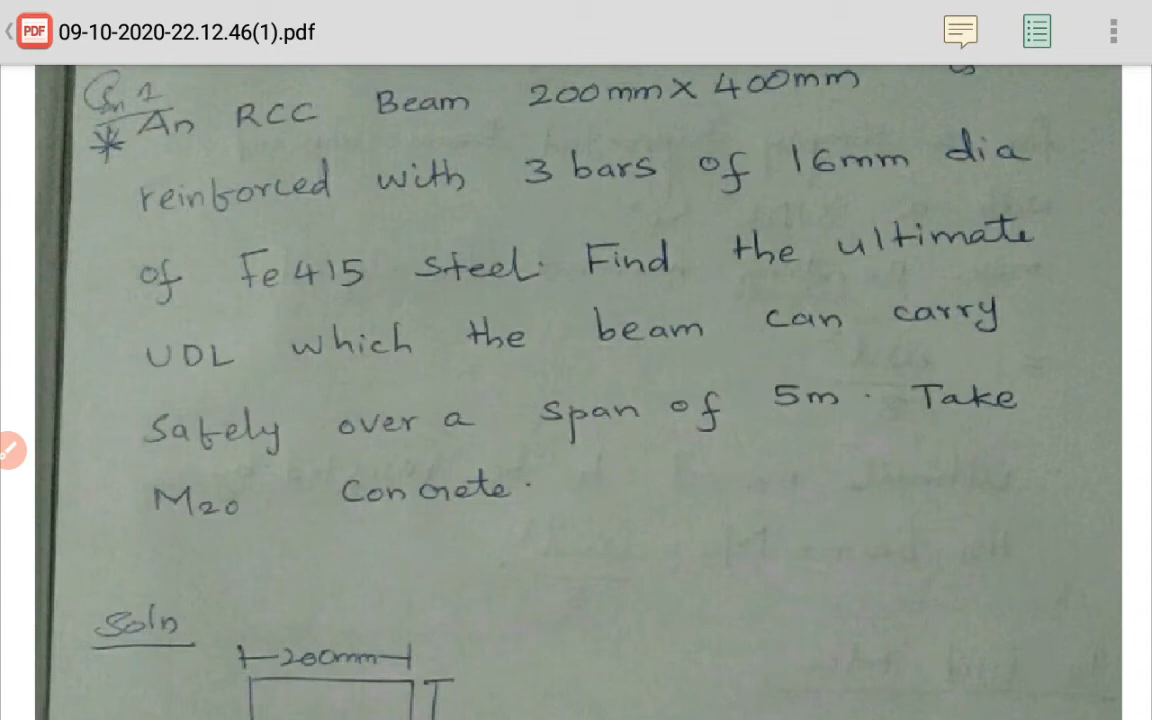 09-10-2020-22.12.46(1).pdf
PDF
An RCC Beam 200mm X 400mm is
reinforced with 3 bars of 16mm dia
of Fe415 steel. Find the ultimate
UDL which the beam can carry
Safely over a span of 5m. Take
M20 Concrete.
Soln
200mm